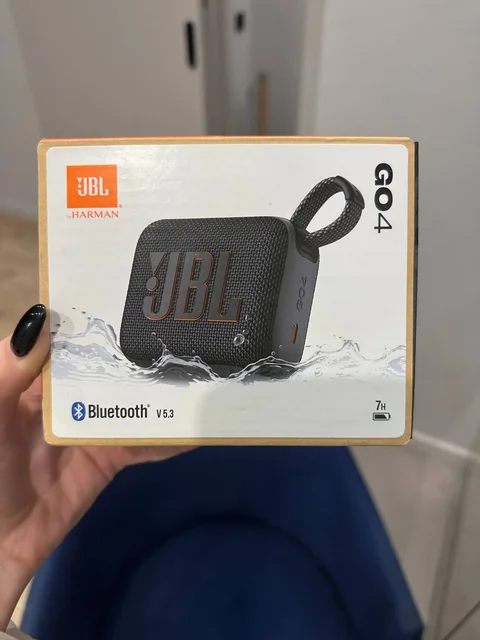 JBL
by HARMAN
GO4
JBL
Bluetooth® V 5.3
7H